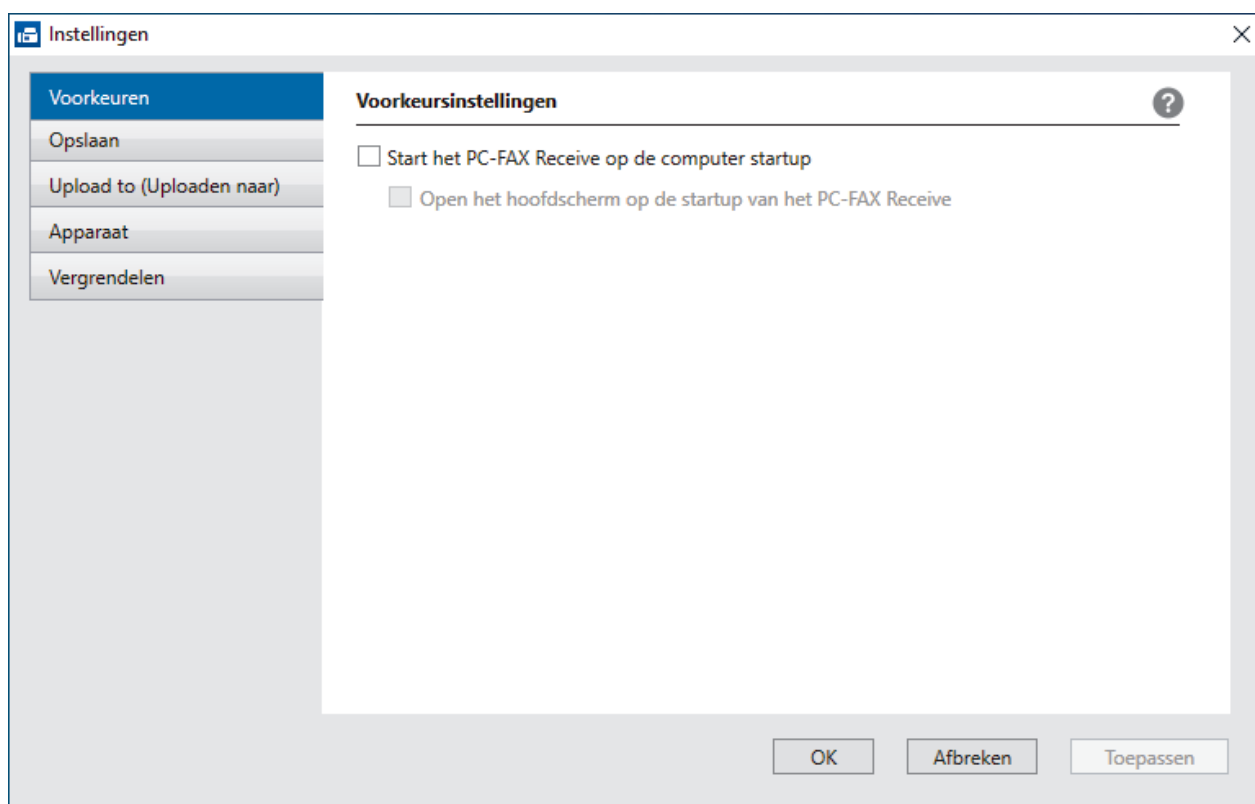 Instellingen
Voorkeuren
Opslaan
Upload to (Uploaden naar)
Apparaat
Vergrendelen
Voorkeursinstellingen
?
Start het PC-FAX Receive op de computer startup
Open het hoofdscherm op de startup van het PC-FAX Receive
OK Afbreken Toepassen